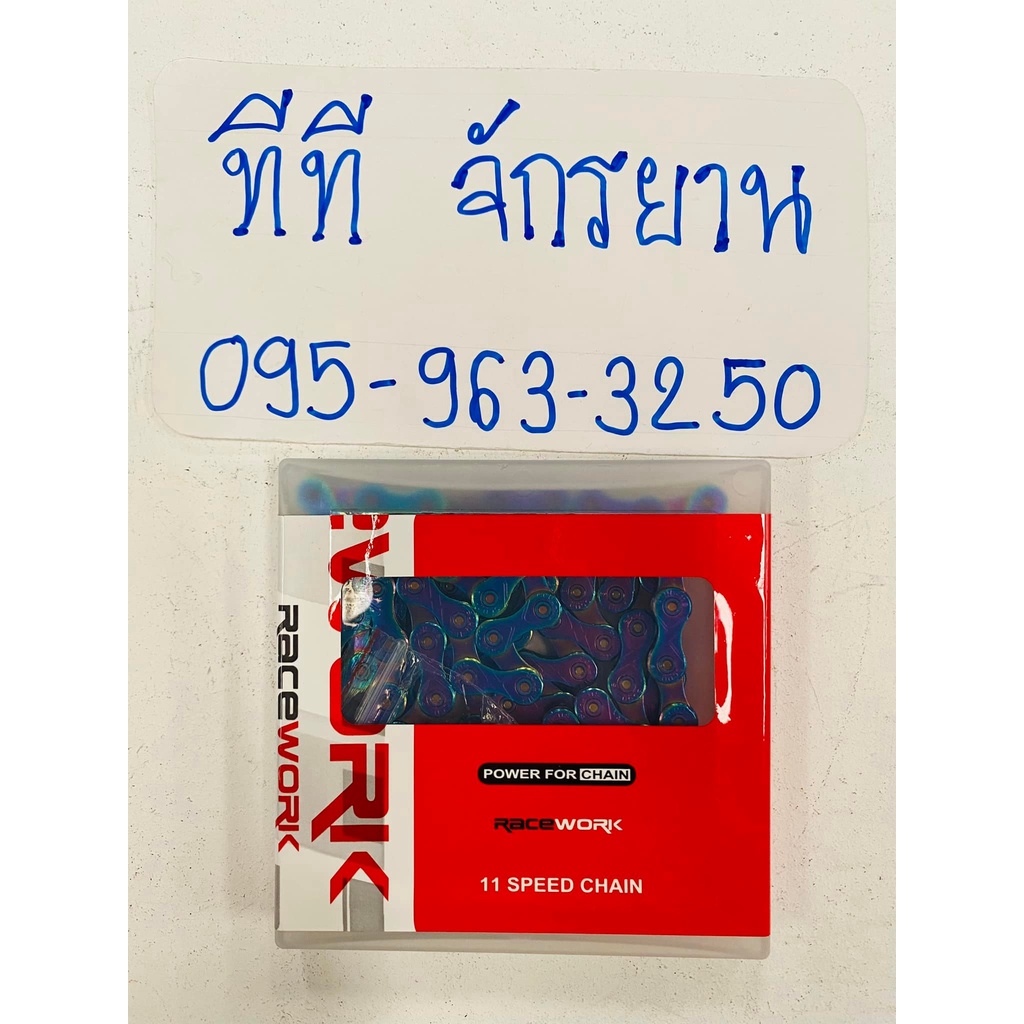 ทีที จักรยาน
095-963-3250
RACEWORK
POWER FOR CHAIN
RACEWORK
11 SPEED CHAIN